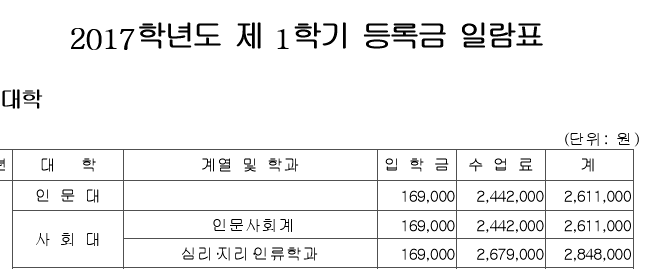 2017학년도 제 1학기 등록금 일람표
대학
(단위: 원)
대 학 계열 및 학과 입 학 금 수 업 료 계
인 문 대 169,000 2,442,000 2,611,000
사 회 대 인문사회계 169,000 2,442,000 2,611,000
심리·지리·인류학과 169,000 2,679,000 2,848,000